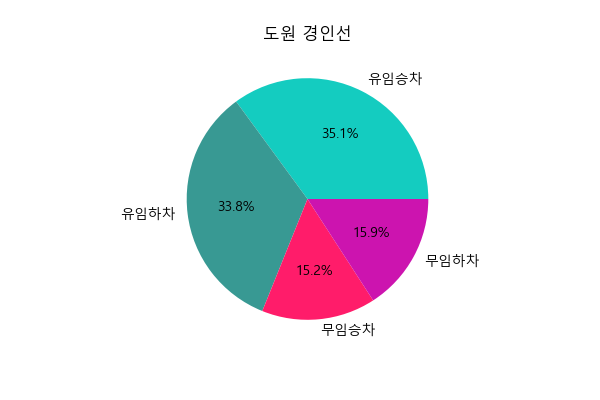 도원 경인선
유임승차
35.1%
33.8%
유임하차
15.9%
무임하차
15.2%
무임승차